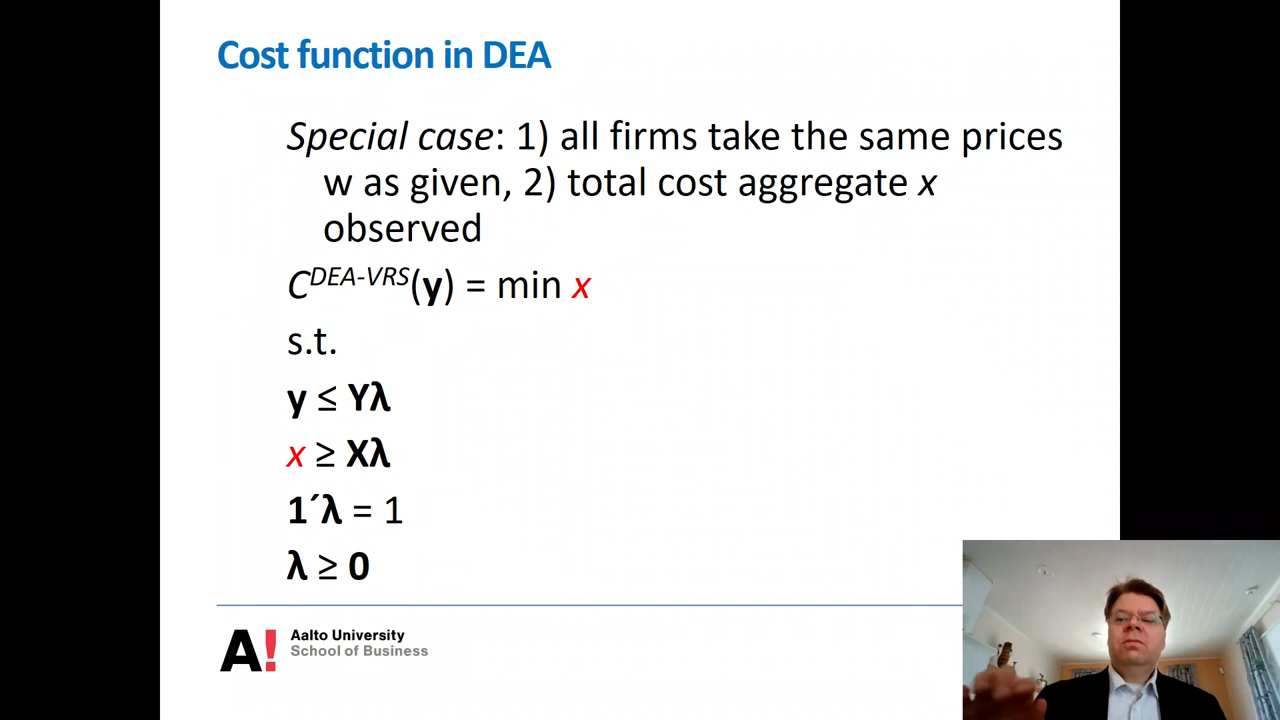 Cost function in DEA
Special case: 1) all firms take the same prices
w as given, 2) total cost aggregate x
observed
C^DEA-VRS(y) = min x
s.t.
y ≤ Yλ
x ≥ Xλ
1´λ = 1
λ ≥ 0
A!
Aalto University
School of Business